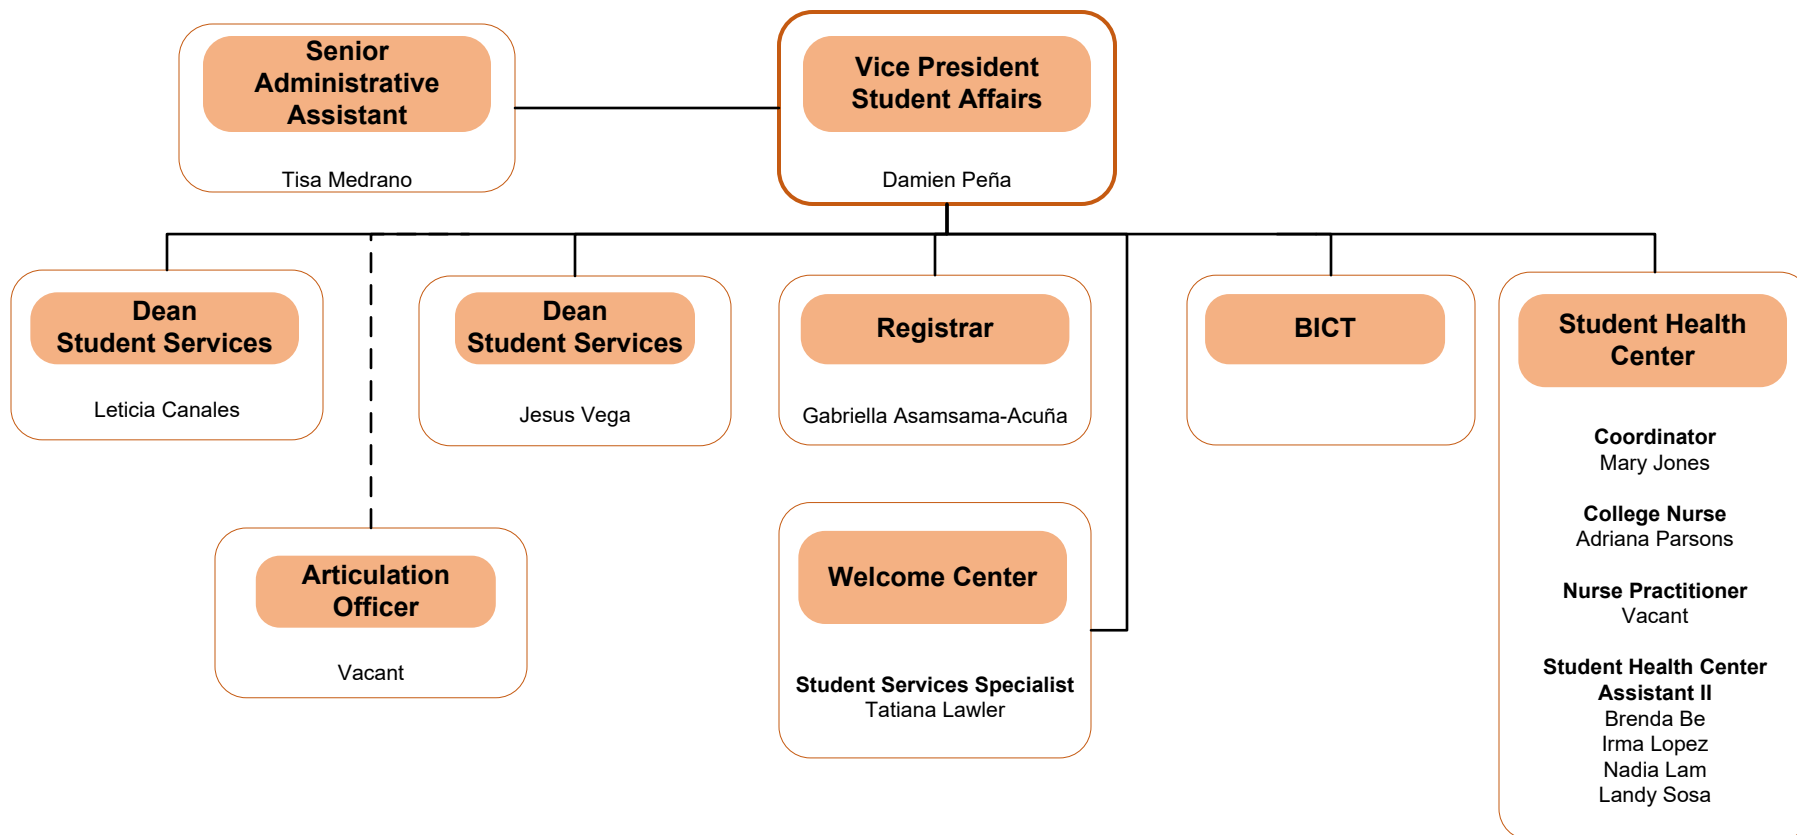 Senior
Administrative
Assistant
Tisa Medrano
Vice President
Student Affairs
Damien Peña
Dean
Student Services
Leticia Canales
Dean
Student Services
Jesus Vega
Registrar
Gabriella Asamsama-Acuña
BICT
Student Health
Center
Coordinator
Mary Jones
College Nurse
Adriana Parsons
Nurse Practitioner
Vacant
Student Health Center
Assistant II
Brenda Be
Irma Lopez
Nadia Lam
Landy Sosa
Articulation
Officer
Vacant
Welcome Center
Student Services Specialist
Tatiana Lawler